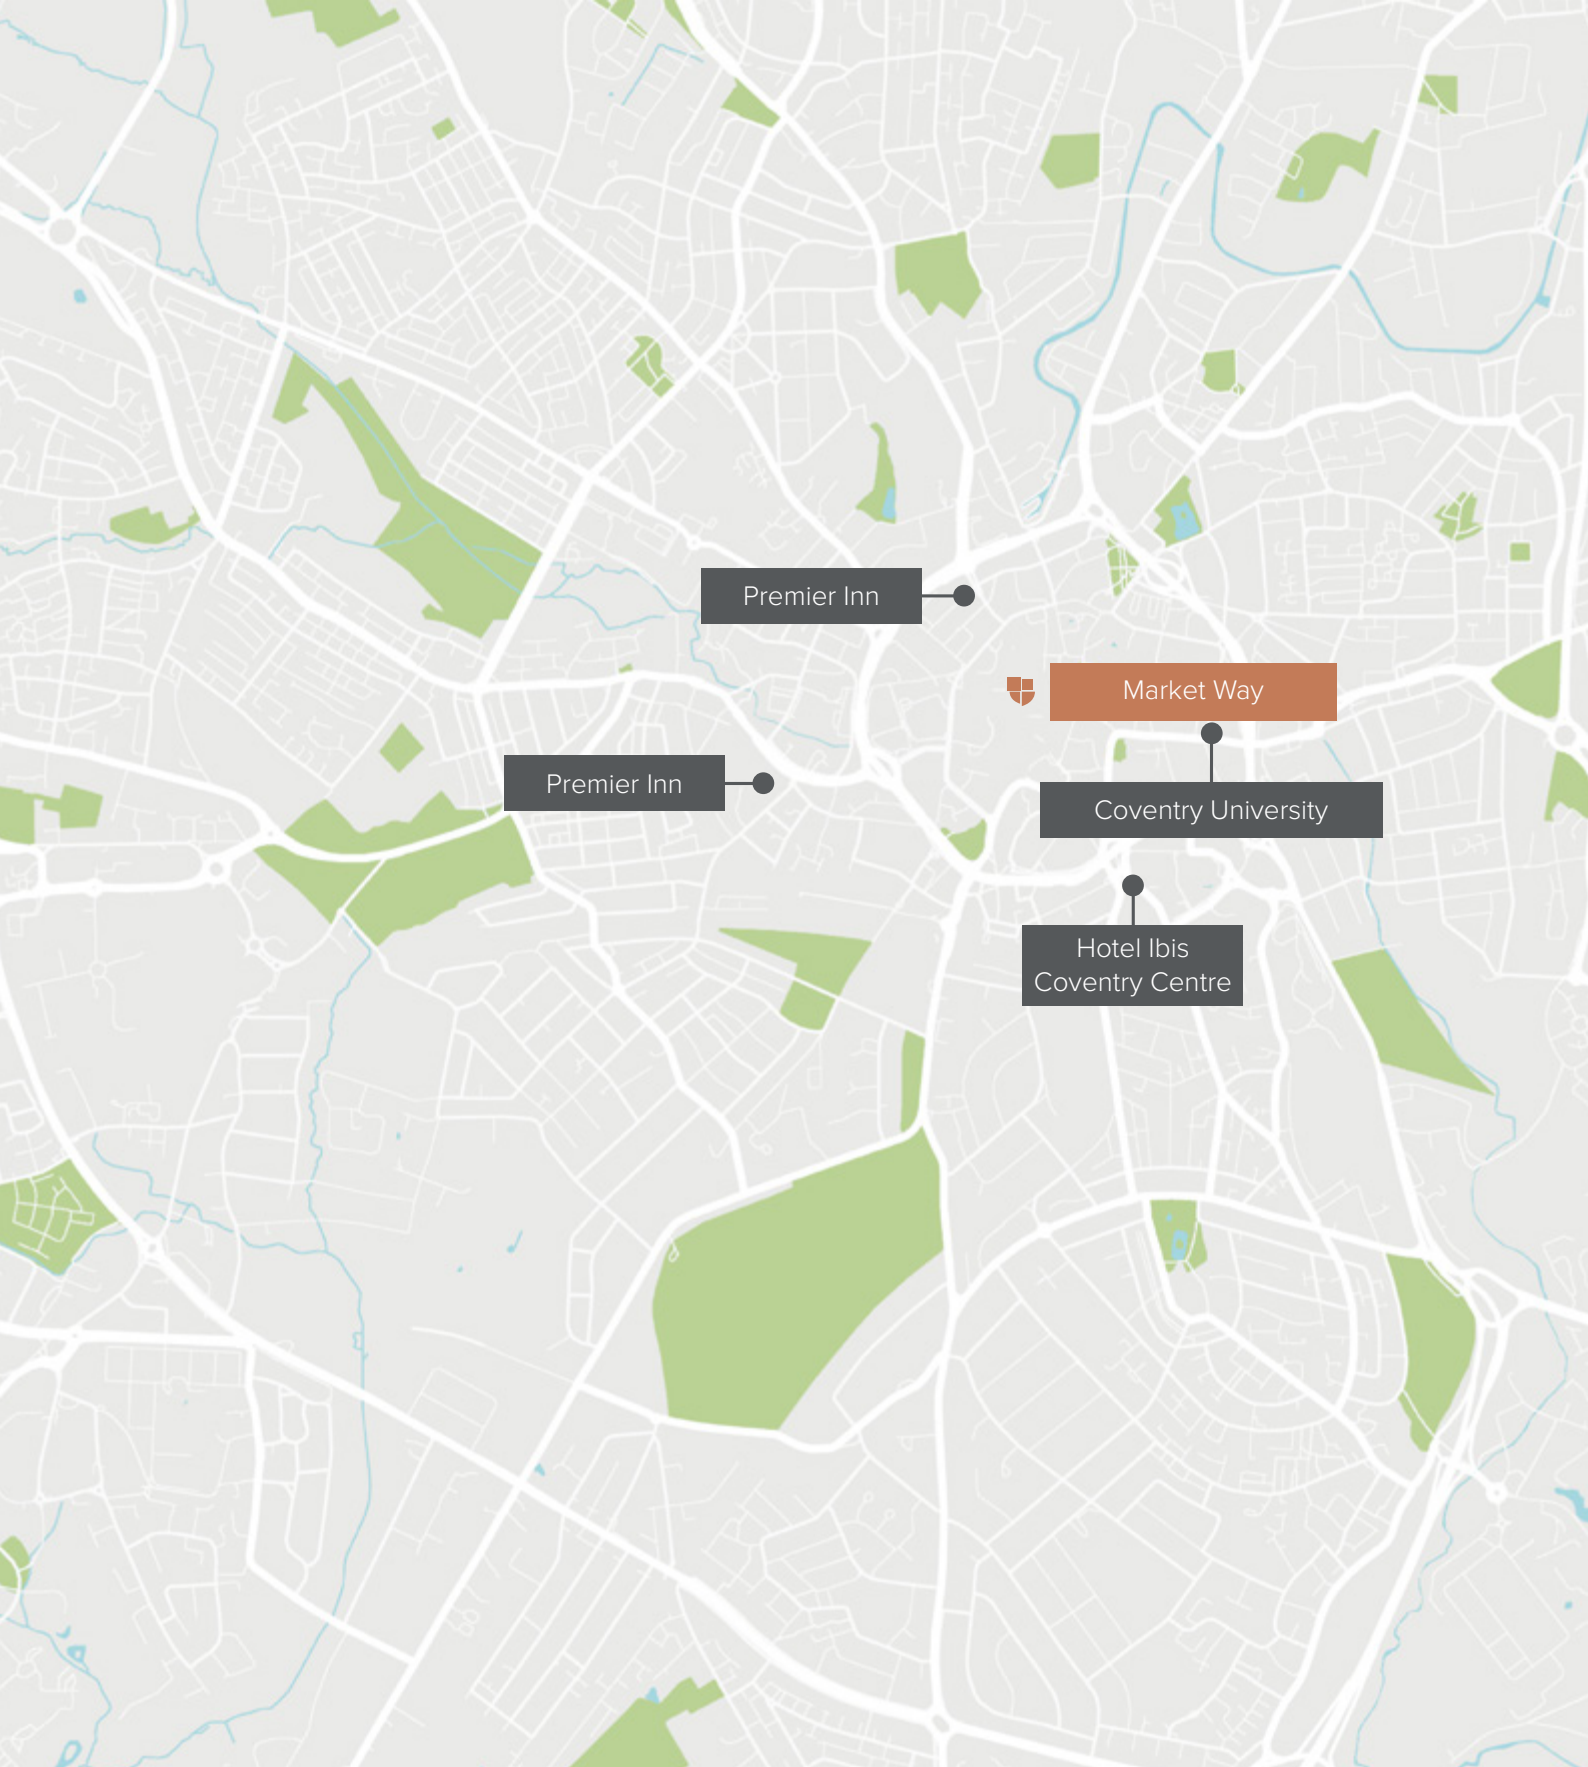 Premier Inn
Market Way
Premier Inn
Coventry University
Hotel Ibis
Coventry Centre